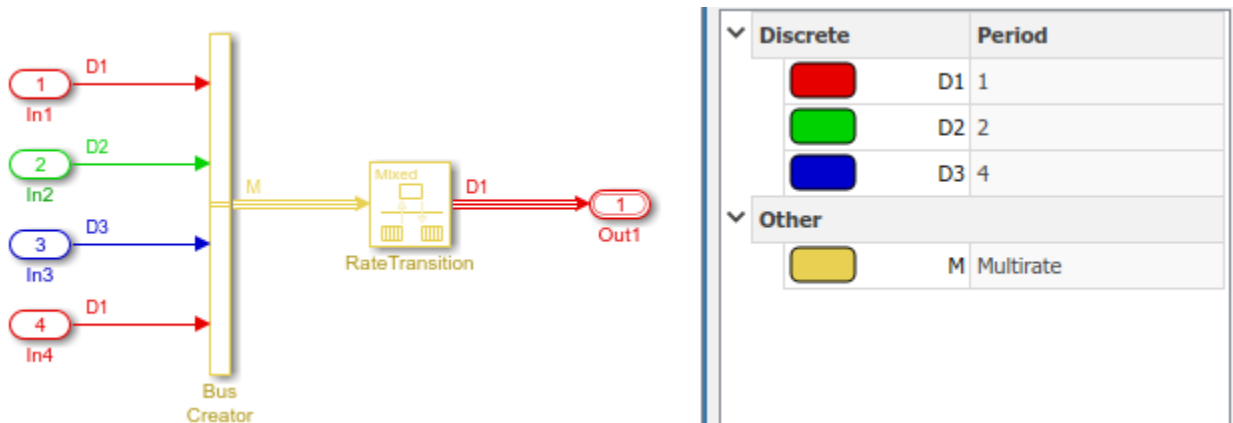 D1
1
In1
D2
2
In2
D3
3
In3
D1
4
In4
Bus
Creator
M
Mixed
RateTransition
D1
1
Out1
Discrete Period
D1 1
D2 2
D3 4
Other
M Multirate